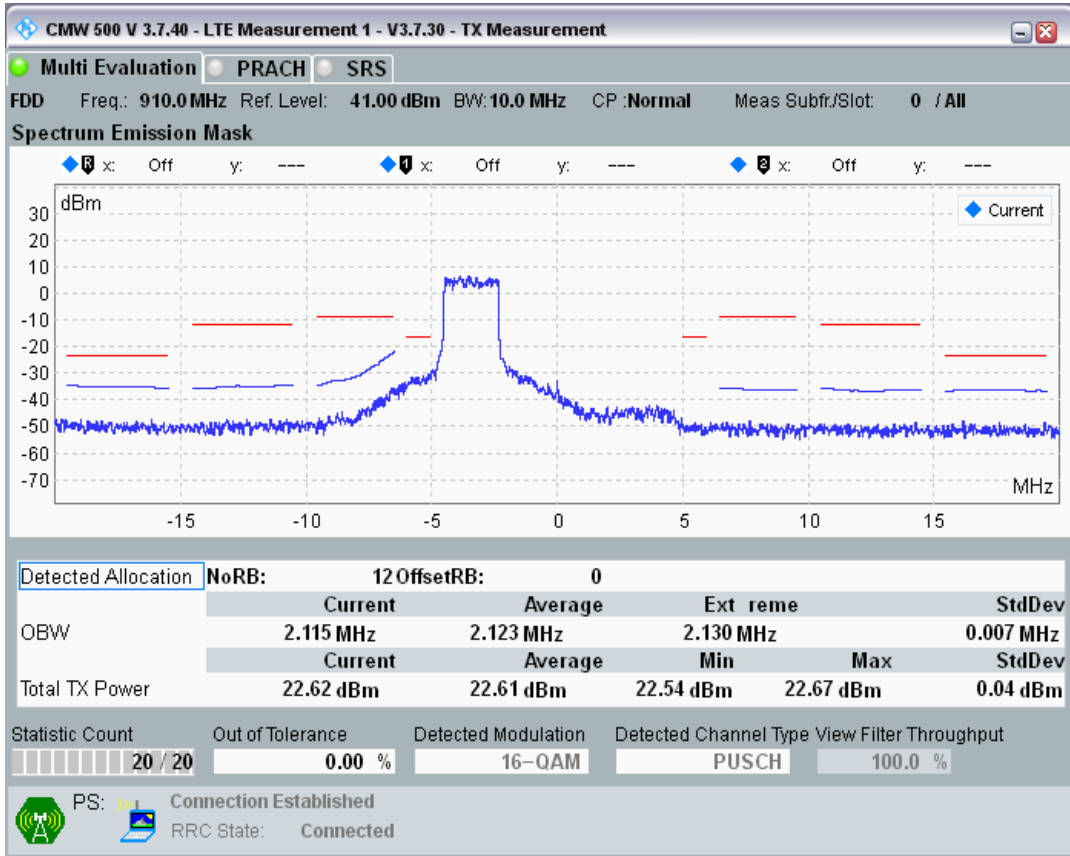 CMW 500 V 3.7.40 - LTE Measurement 1 - V3.7.30 - TX Measurement
Multi Evaluation PRACH SRS
FDD Freq.: 910.0 MHz Ref. Level: 41.00 dBm BW: 10.0 MHz CP :Normal Meas Subfr./Slot: 0 / All
Spectrum Emission Mask
R x: Off y: --- 1 x: Off y: --- 2 x: Off y: ---
dBm
Current
30
20
10
0
-10
-20
-30
-40
-50
-60
-70
MHz
-15 -10 -5 0 5 10 15
Detected Allocation NoRB: 12 OffsetRB: 0
Current Average Ext reme StdDev
OBW 2.115 MHz 2.123 MHz 2.130 MHz 0.007 MHz
Current Average Min Max StdDev
Total TX Power 22.62 dBm 22.61 dBm 22.54 dBm 22.67 dBm 0.04 dBm
Statistic Count Out of Tolerance Detected Modulation Detected Channel Type View Filter Throughput
20 / 20 0.00 % 16-QAM PUSCH 100.0 %
PS: Connection Established
RRC State: Connected